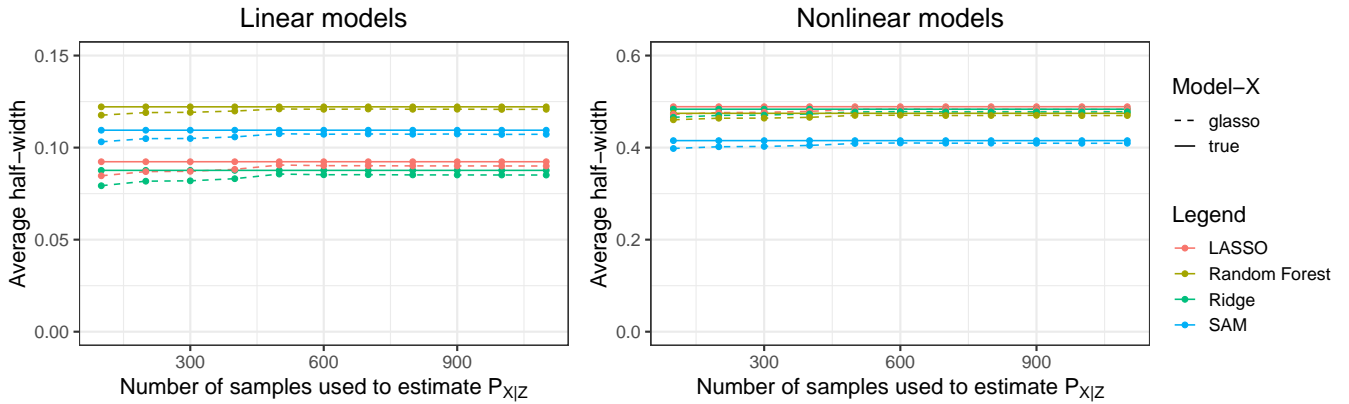 Linear models
Nonlinear models
Average half−width
0.15
0.10
0.05
0.00
300
600
900
Number of samples used to estimate P_{X|Z}
Average half−width
0.6
0.4
0.2
0.0
300
600
900
Number of samples used to estimate P_{X|Z}
Model−X
glasso
true
Legend
LASSO
Random Forest
Ridge
SAM